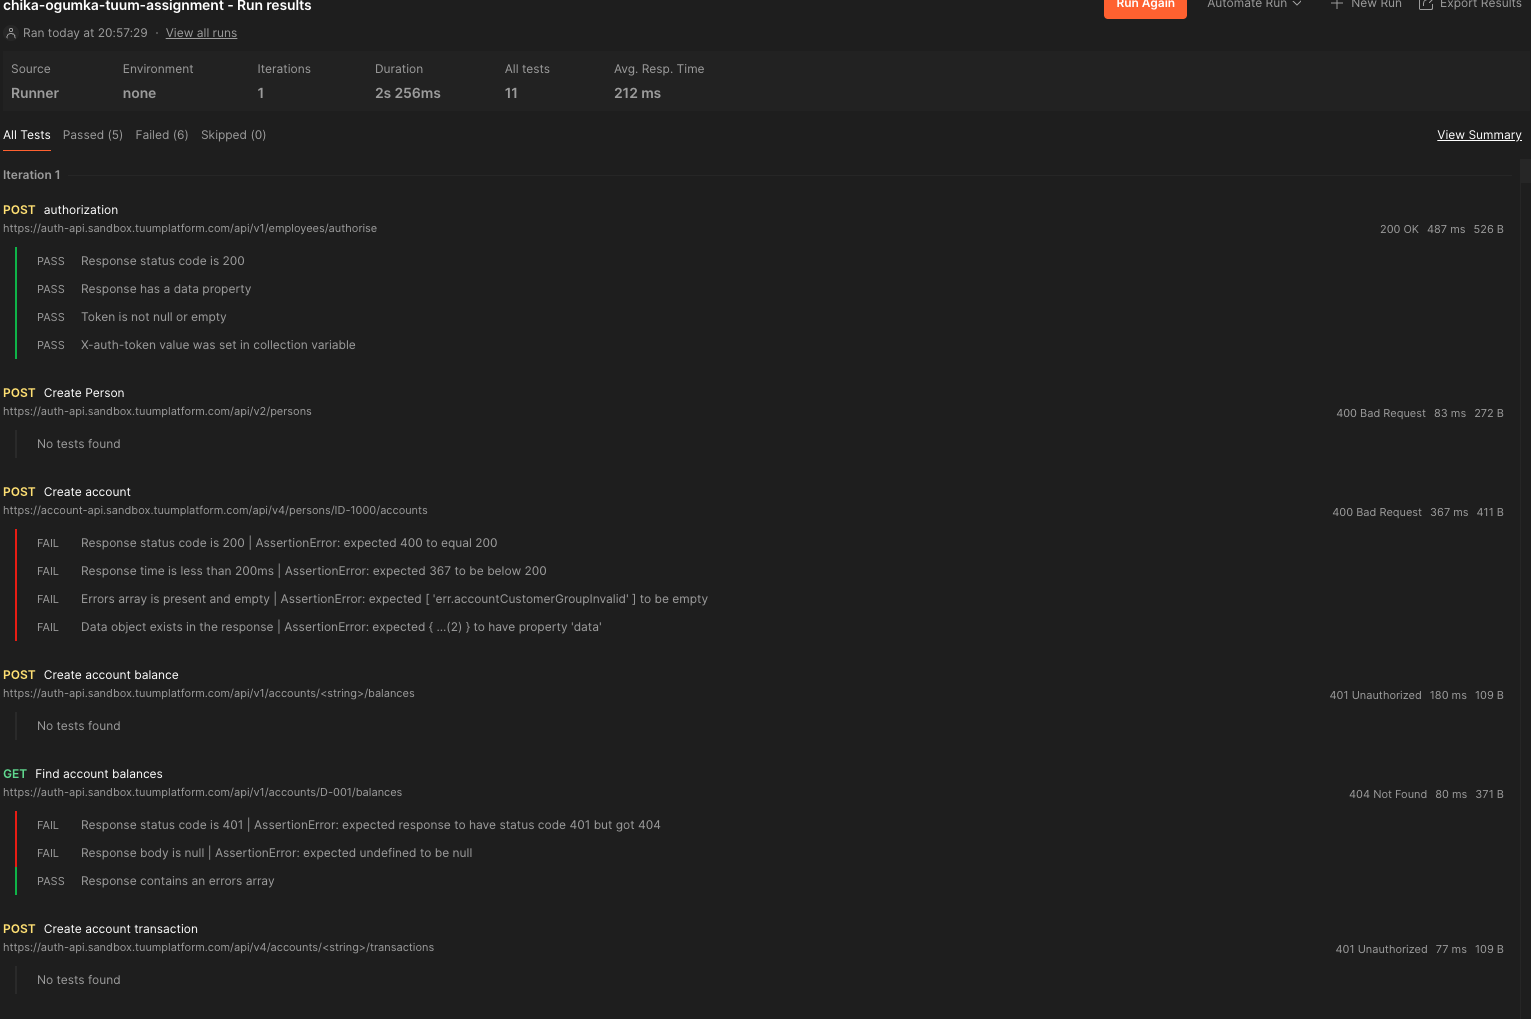 chika-ogumka-tuum-assignment - Run results
Run Again Automate Run New Run Export Results
Ran today at 20:57:29 · View all runs
Source Environment Iterations Duration All tests Avg. Resp. Time
Runner none 1 2s 256ms 11 212 ms
All Tests Passed (5) Failed (6) Skipped (0) View Summary
Iteration 1
POST authorization
https://auth-api.sandbox.tuumplatform.com/api/v1/employees/authorise 200 OK 487 ms 526 B
PASS Response status code is 200
PASS Response has a data property
PASS Token is not null or empty
PASS X-auth-token value was set in collection variable
POST Create Person
https://auth-api.sandbox.tuumplatform.com/api/v2/persons 400 Bad Request 83 ms 272 B
No tests found
POST Create account
https://account-api.sandbox.tuumplatform.com/api/v4/persons/ID-1000/accounts 400 Bad Request 367 ms 411 B
FAIL Response status code is 200 | AssertionError: expected 400 to equal 200
FAIL Response time is less than 200ms | AssertionError: expected 367 to be below 200
FAIL Errors array is present and empty | AssertionError: expected [ 'err.accountCustomerGroupInvalid' ] to be empty
FAIL Data object exists in the response | AssertionError: expected { …(2) } to have property 'data'
POST Create account balance
https://auth-api.sandbox.tuumplatform.com/api/v1/accounts/<string>/balances 401 Unauthorized 180 ms 109 B
No tests found
GET Find account balances
https://auth-api.sandbox.tuumplatform.com/api/v1/accounts/D-001/balances 404 Not Found 80 ms 371 B
FAIL Response status code is 401 | AssertionError: expected response to have status code 401 but got 404
FAIL Response body is null | AssertionError: expected undefined to be null
PASS Response contains an errors array
POST Create account transaction
https://auth-api.sandbox.tuumplatform.com/api/v4/accounts/<string>/transactions 401 Unauthorized 77 ms 109 B
No tests found